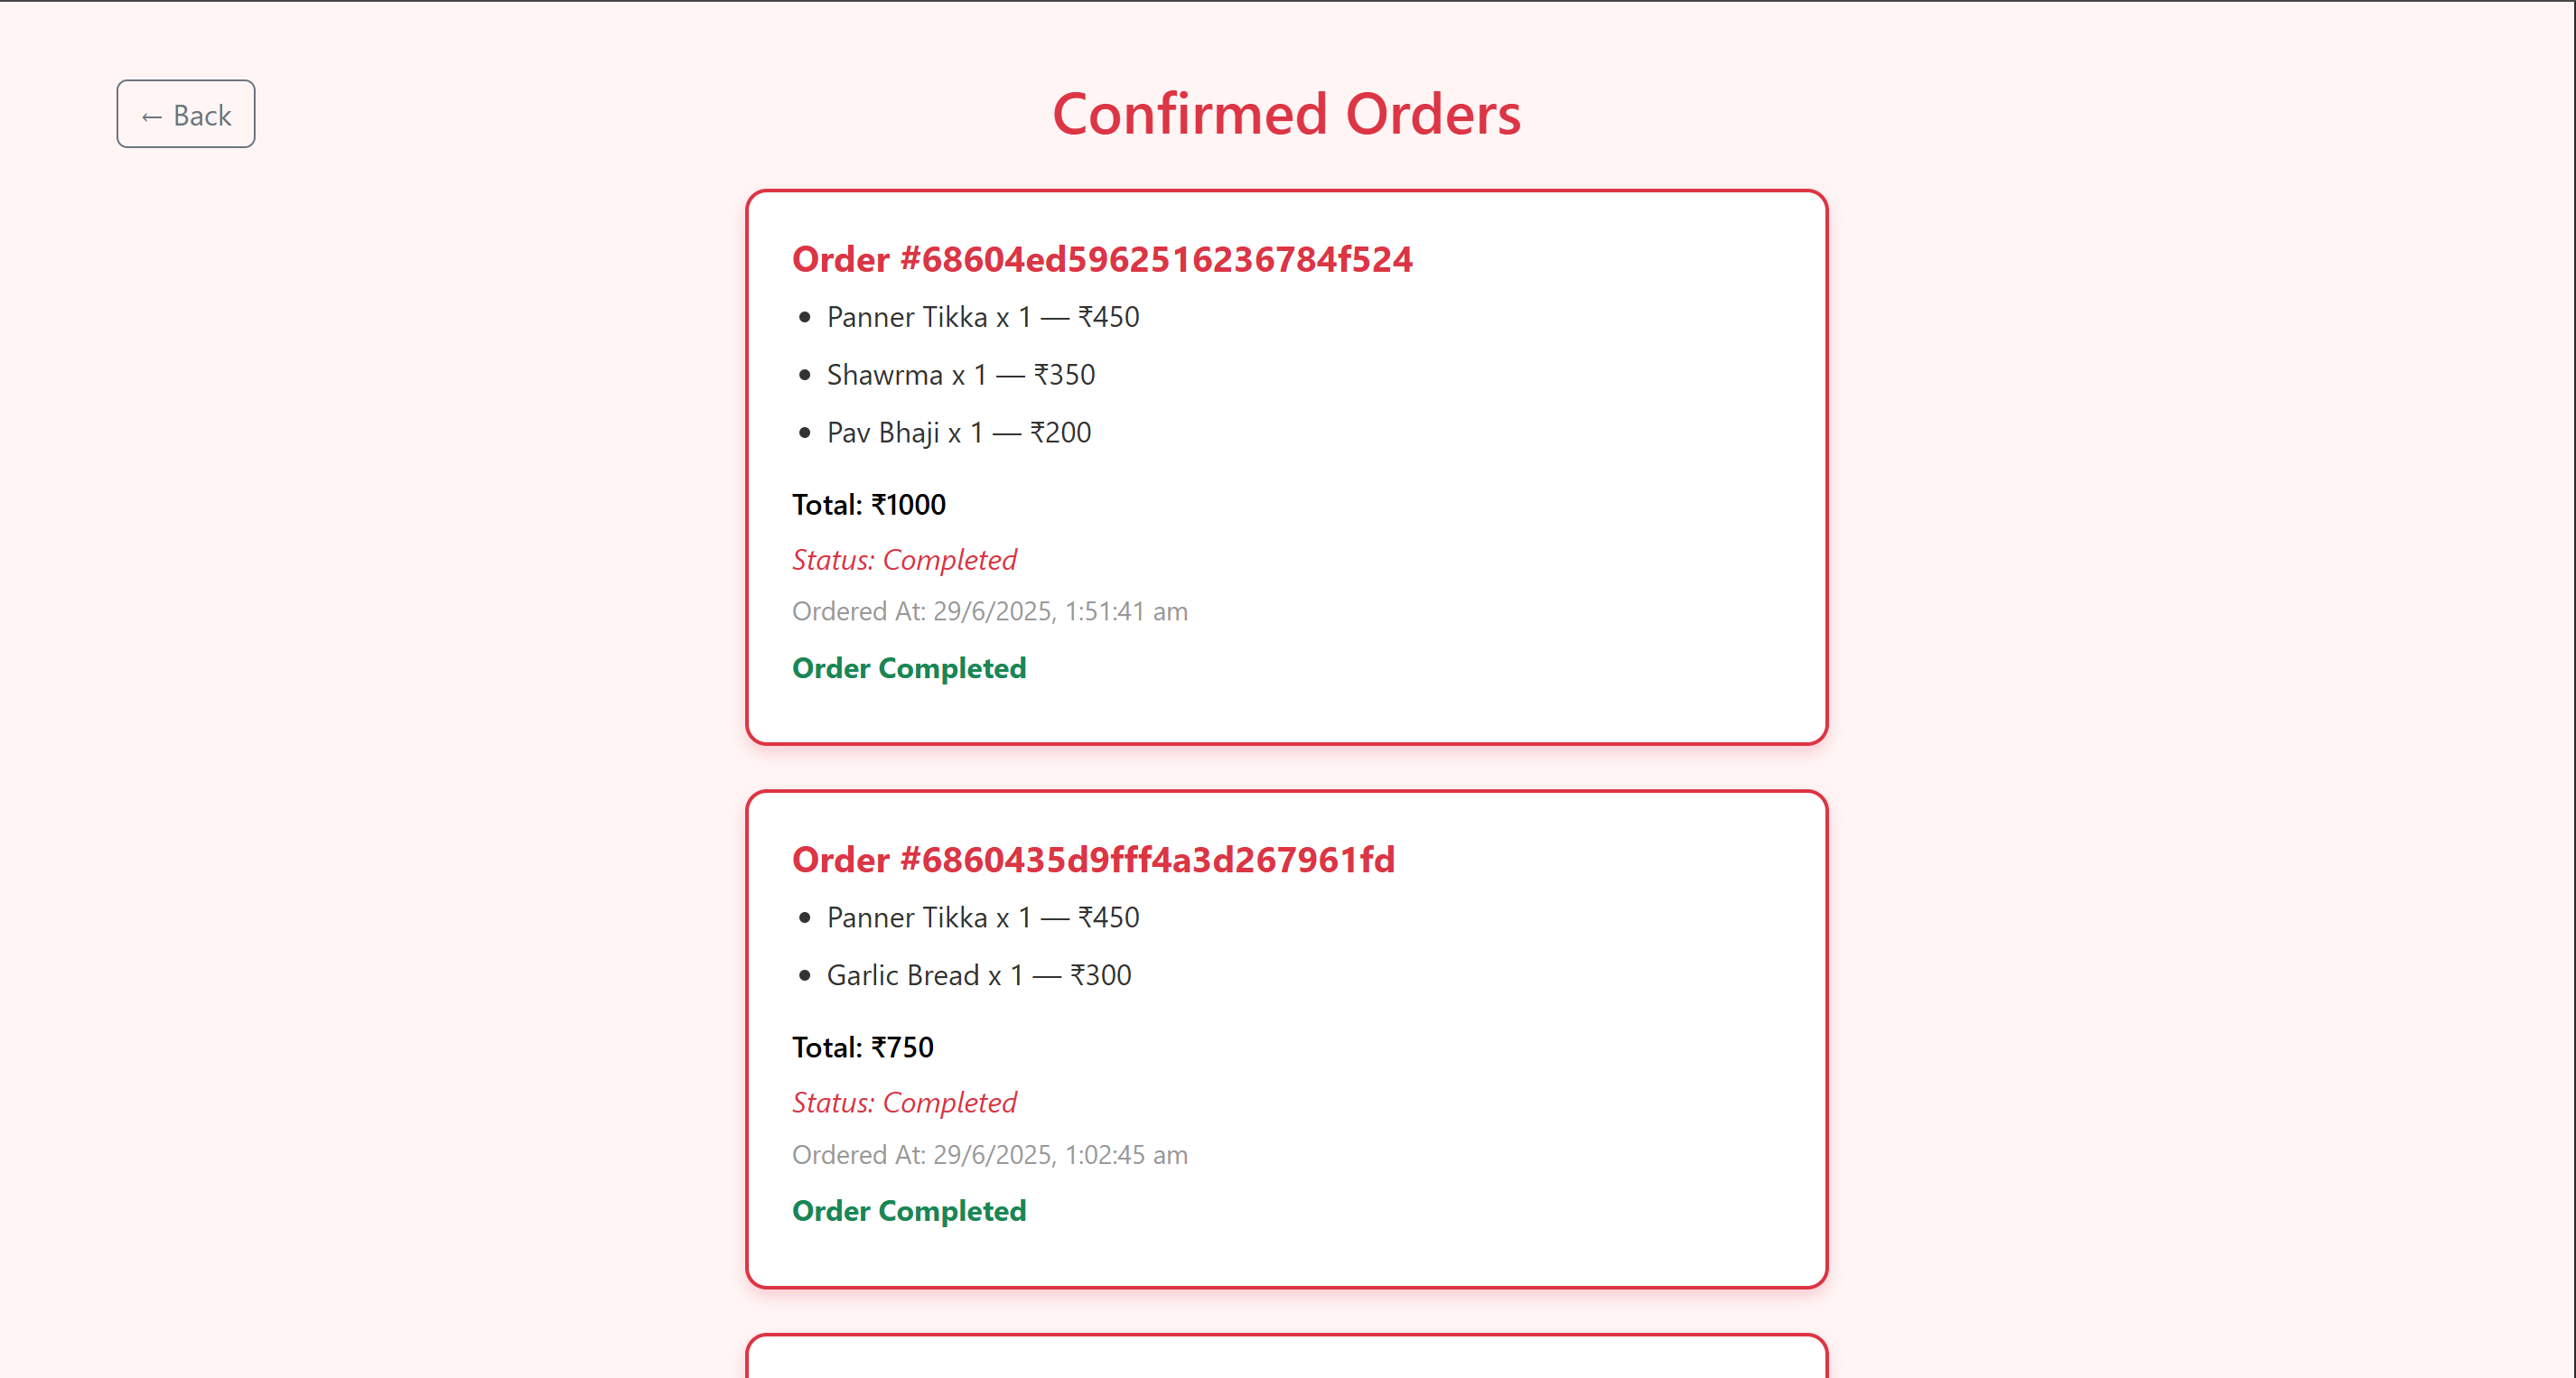 ← Back
Confirmed Orders
Order #68604ed5962516236784f524
• Panner Tikka x 1 — ₹450
• Shawrma x 1 — ₹350
• Pav Bhaji x 1 — ₹200
Total: ₹1000
Status: Completed
Ordered At: 29/6/2025, 1:51:41 am
Order Completed
Order #6860435d9fff4a3d267961fd
• Panner Tikka x 1 — ₹450
• Garlic Bread x 1 — ₹300
Total: ₹750
Status: Completed
Ordered At: 29/6/2025, 1:02:45 am
Order Completed